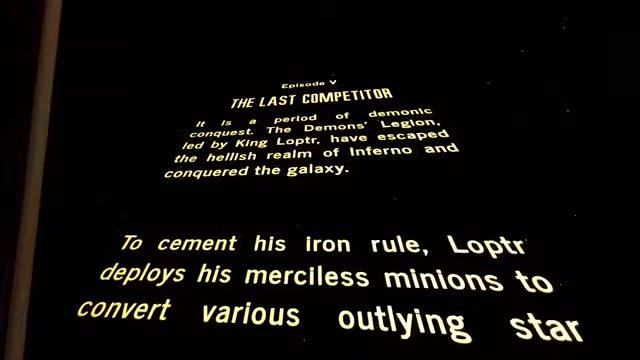 Episode V
THE LAST COMPETITOR
It is a period of demonic
conquest. The Demons' Legion,
led by King Loptr, have escaped
the hellish realm of Inferno and
conquered the galaxy.
To cement his iron rule, Loptr
deploys his merciless minions to
convert various outlying star